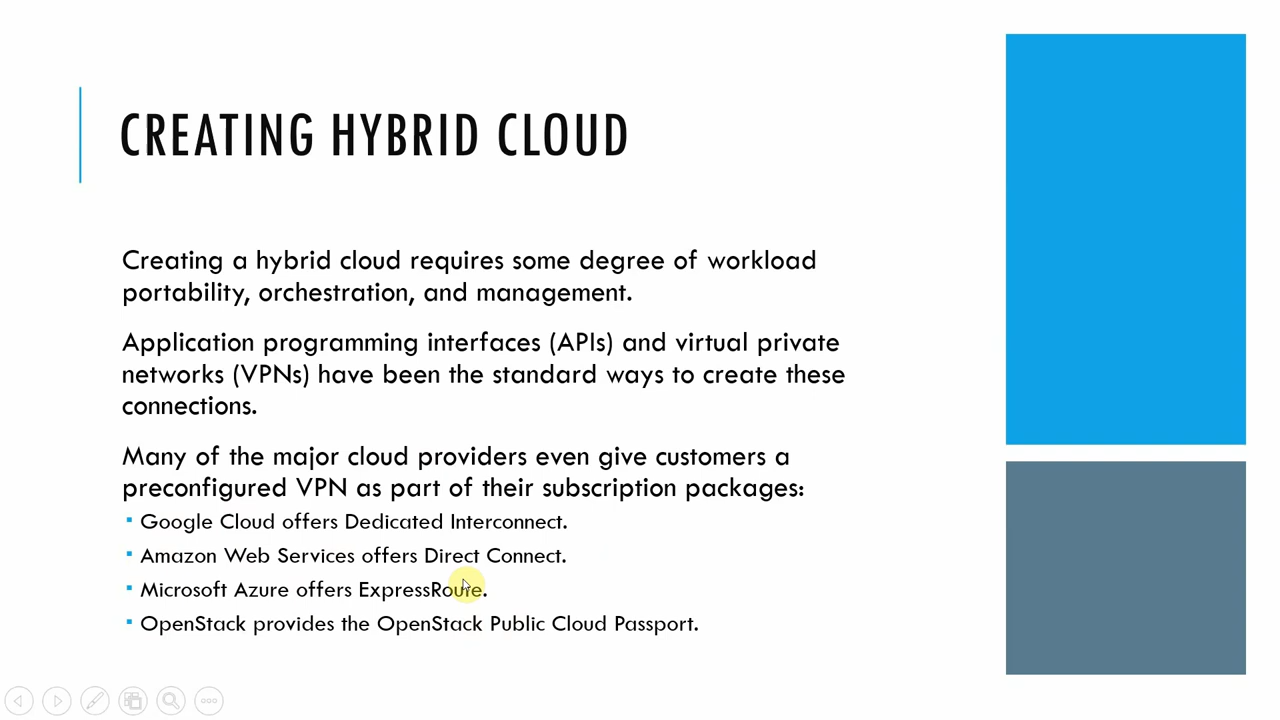 CREATING HYBRID CLOUD
Creating a hybrid cloud requires some degree of workload
portability, orchestration, and management.
Application programming interfaces (APIs) and virtual private
networks (VPNs) have been the standard ways to create these
connections.
Many of the major cloud providers even give customers a
preconfigured VPN as part of their subscription packages:
Google Cloud offers Dedicated Interconnect.
Amazon Web Services offers Direct Connect.
Microsoft Azure offers ExpressRoute.
OpenStack provides the OpenStack Public Cloud Passport.